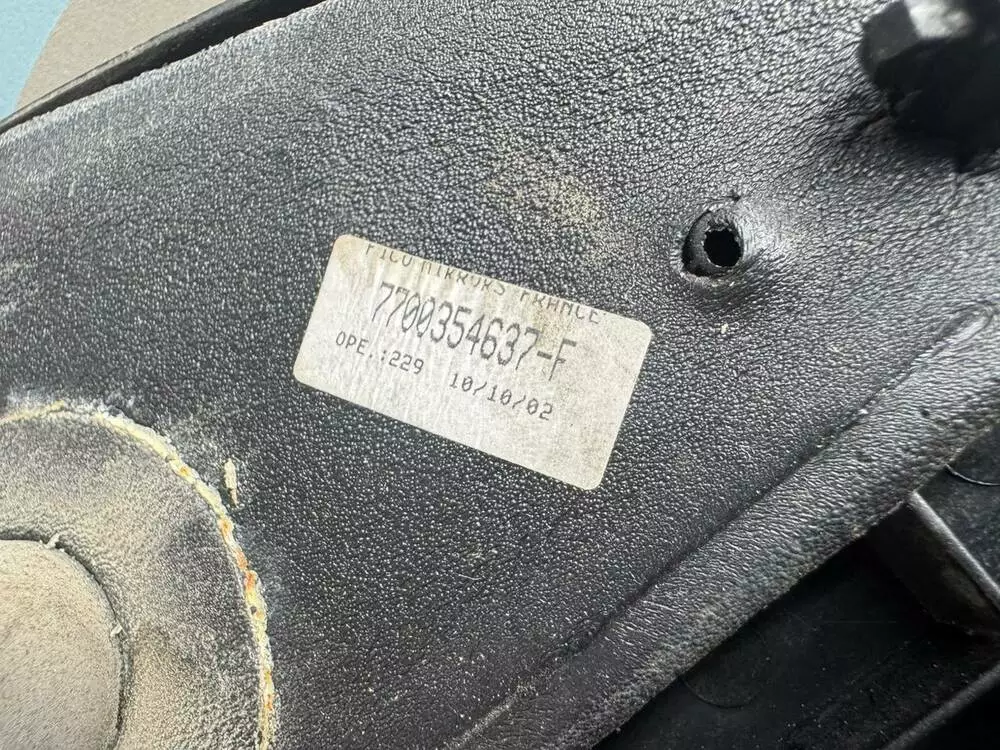 FICO MIRRORS FRANCE
7700354637-F
OPE.:229 10/10/02